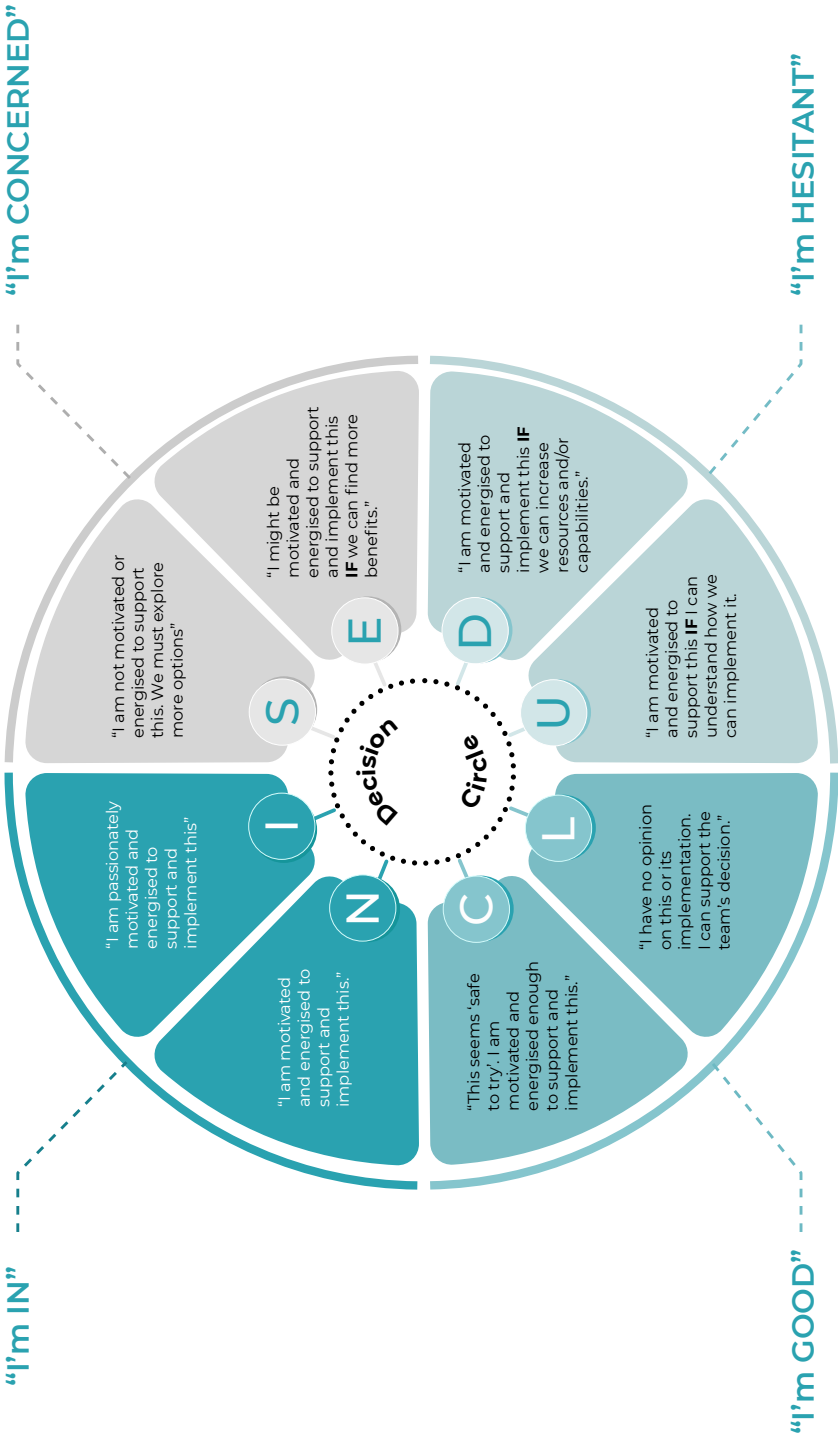 “I’m IN”
“I’m CONCERNED”
“I am passionately
motivated and
energised to
support and
implement this”
I
“I am not motivated or
energised to support
this. We must explore
more options”
S
“I am motivated
and energised to
support and
implement this.”
N
“I might be
motivated and
energised to support
and implement this
IF we can find more
benefits.”
E
Decision
Circle
“This seems ‘safe
to try’. I am
motivated and
energised enough
to support and
implement this.”
C
“I am motivated
and energised to
support and
implement this IF
we can increase
resources and/or
capabilities.”
D
L
“I have no opinion
on this or its
implementation.
I can support the
team’s decision.”
U
“I am motivated
and energised to
support this IF I can
understand how we
can implement it.
“I’m GOOD”
“I’m HESITANT”